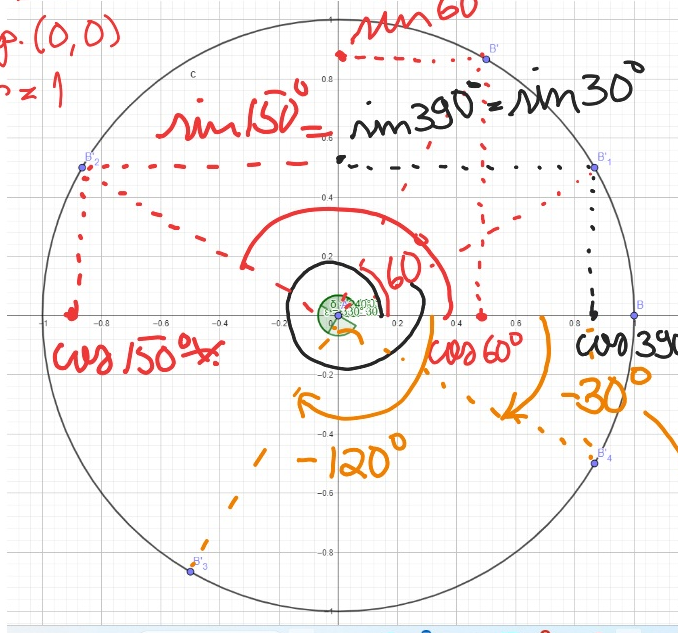 sin 60
(0,0)
= 1
c
B'
sin 150° = sin 390° = sin 30°
B'₂
B'₁
1
0.8
0.4
0.2
60°
-1
-0.8
-0.6
-0.4
-0.2
0.2
0.4
0.6
0.8
1
B
cos 150°
cos 60°
cos 390
-0.2
-30°
-0.4
-120°
B'₄
-0.6
B'₃
-0.8
-1